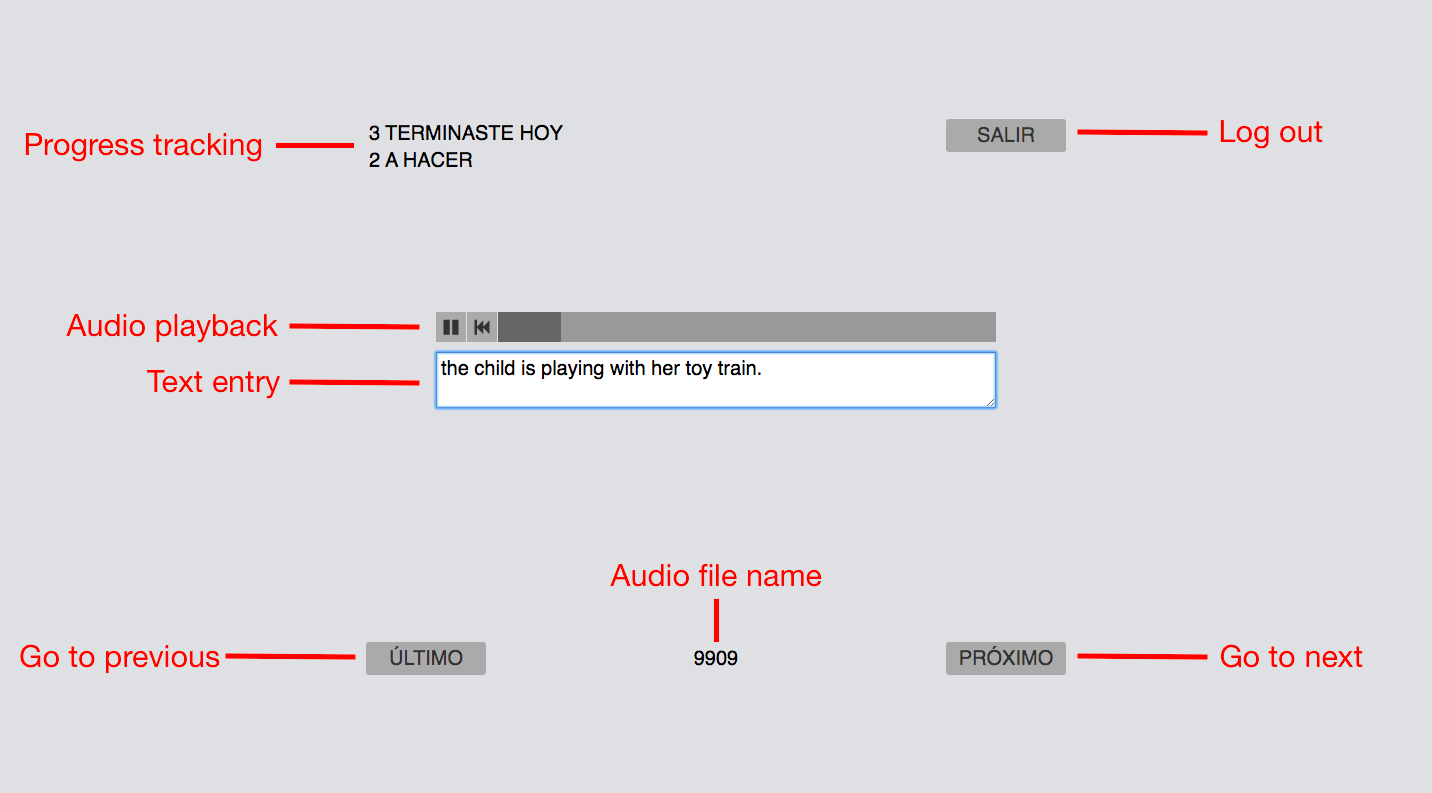 Progress tracking
3 TERMINASTE HOY
2 A HACER
SALIR
Log out
Audio playback
Text entry
the child is playing with her toy train.
Audio file name
Go to previous
ÚLTIMO
9909
PRÓXIMO
Go to next